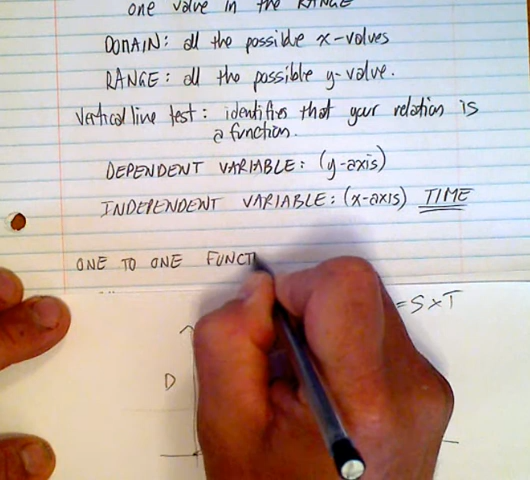 one value in the RANGE
DOMAIN: all the possible x-values
RANGE: all the possible y-value.
Vertical line test: identifies that your relation is
a function.
DEPENDENT VARIABLE: (y-axis)
INDEPENDENT VARIABLE: (x-axis) TIME
ONE TO ONE FUNCT
=SxT
D